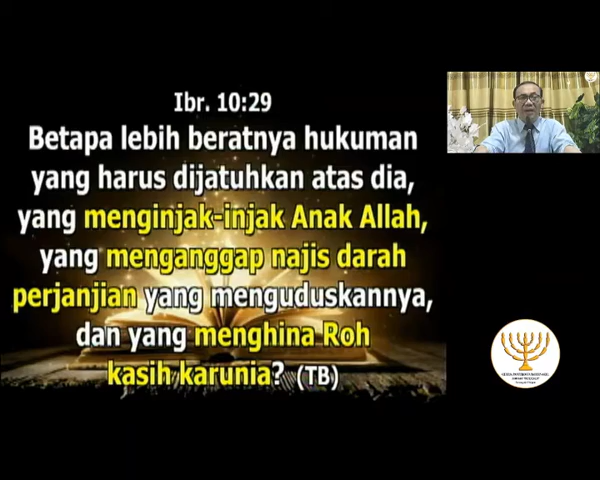 Ibr. 10:29
Betapa lebih beratnya hukuman
yang harus dijatuhkan atas dia,
yang menginjak-injak Anak Allah,
yang menganggap najis darah
perjanjian yang menguduskannya,
dan yang menghina Roh
kasih karunia? (TB)